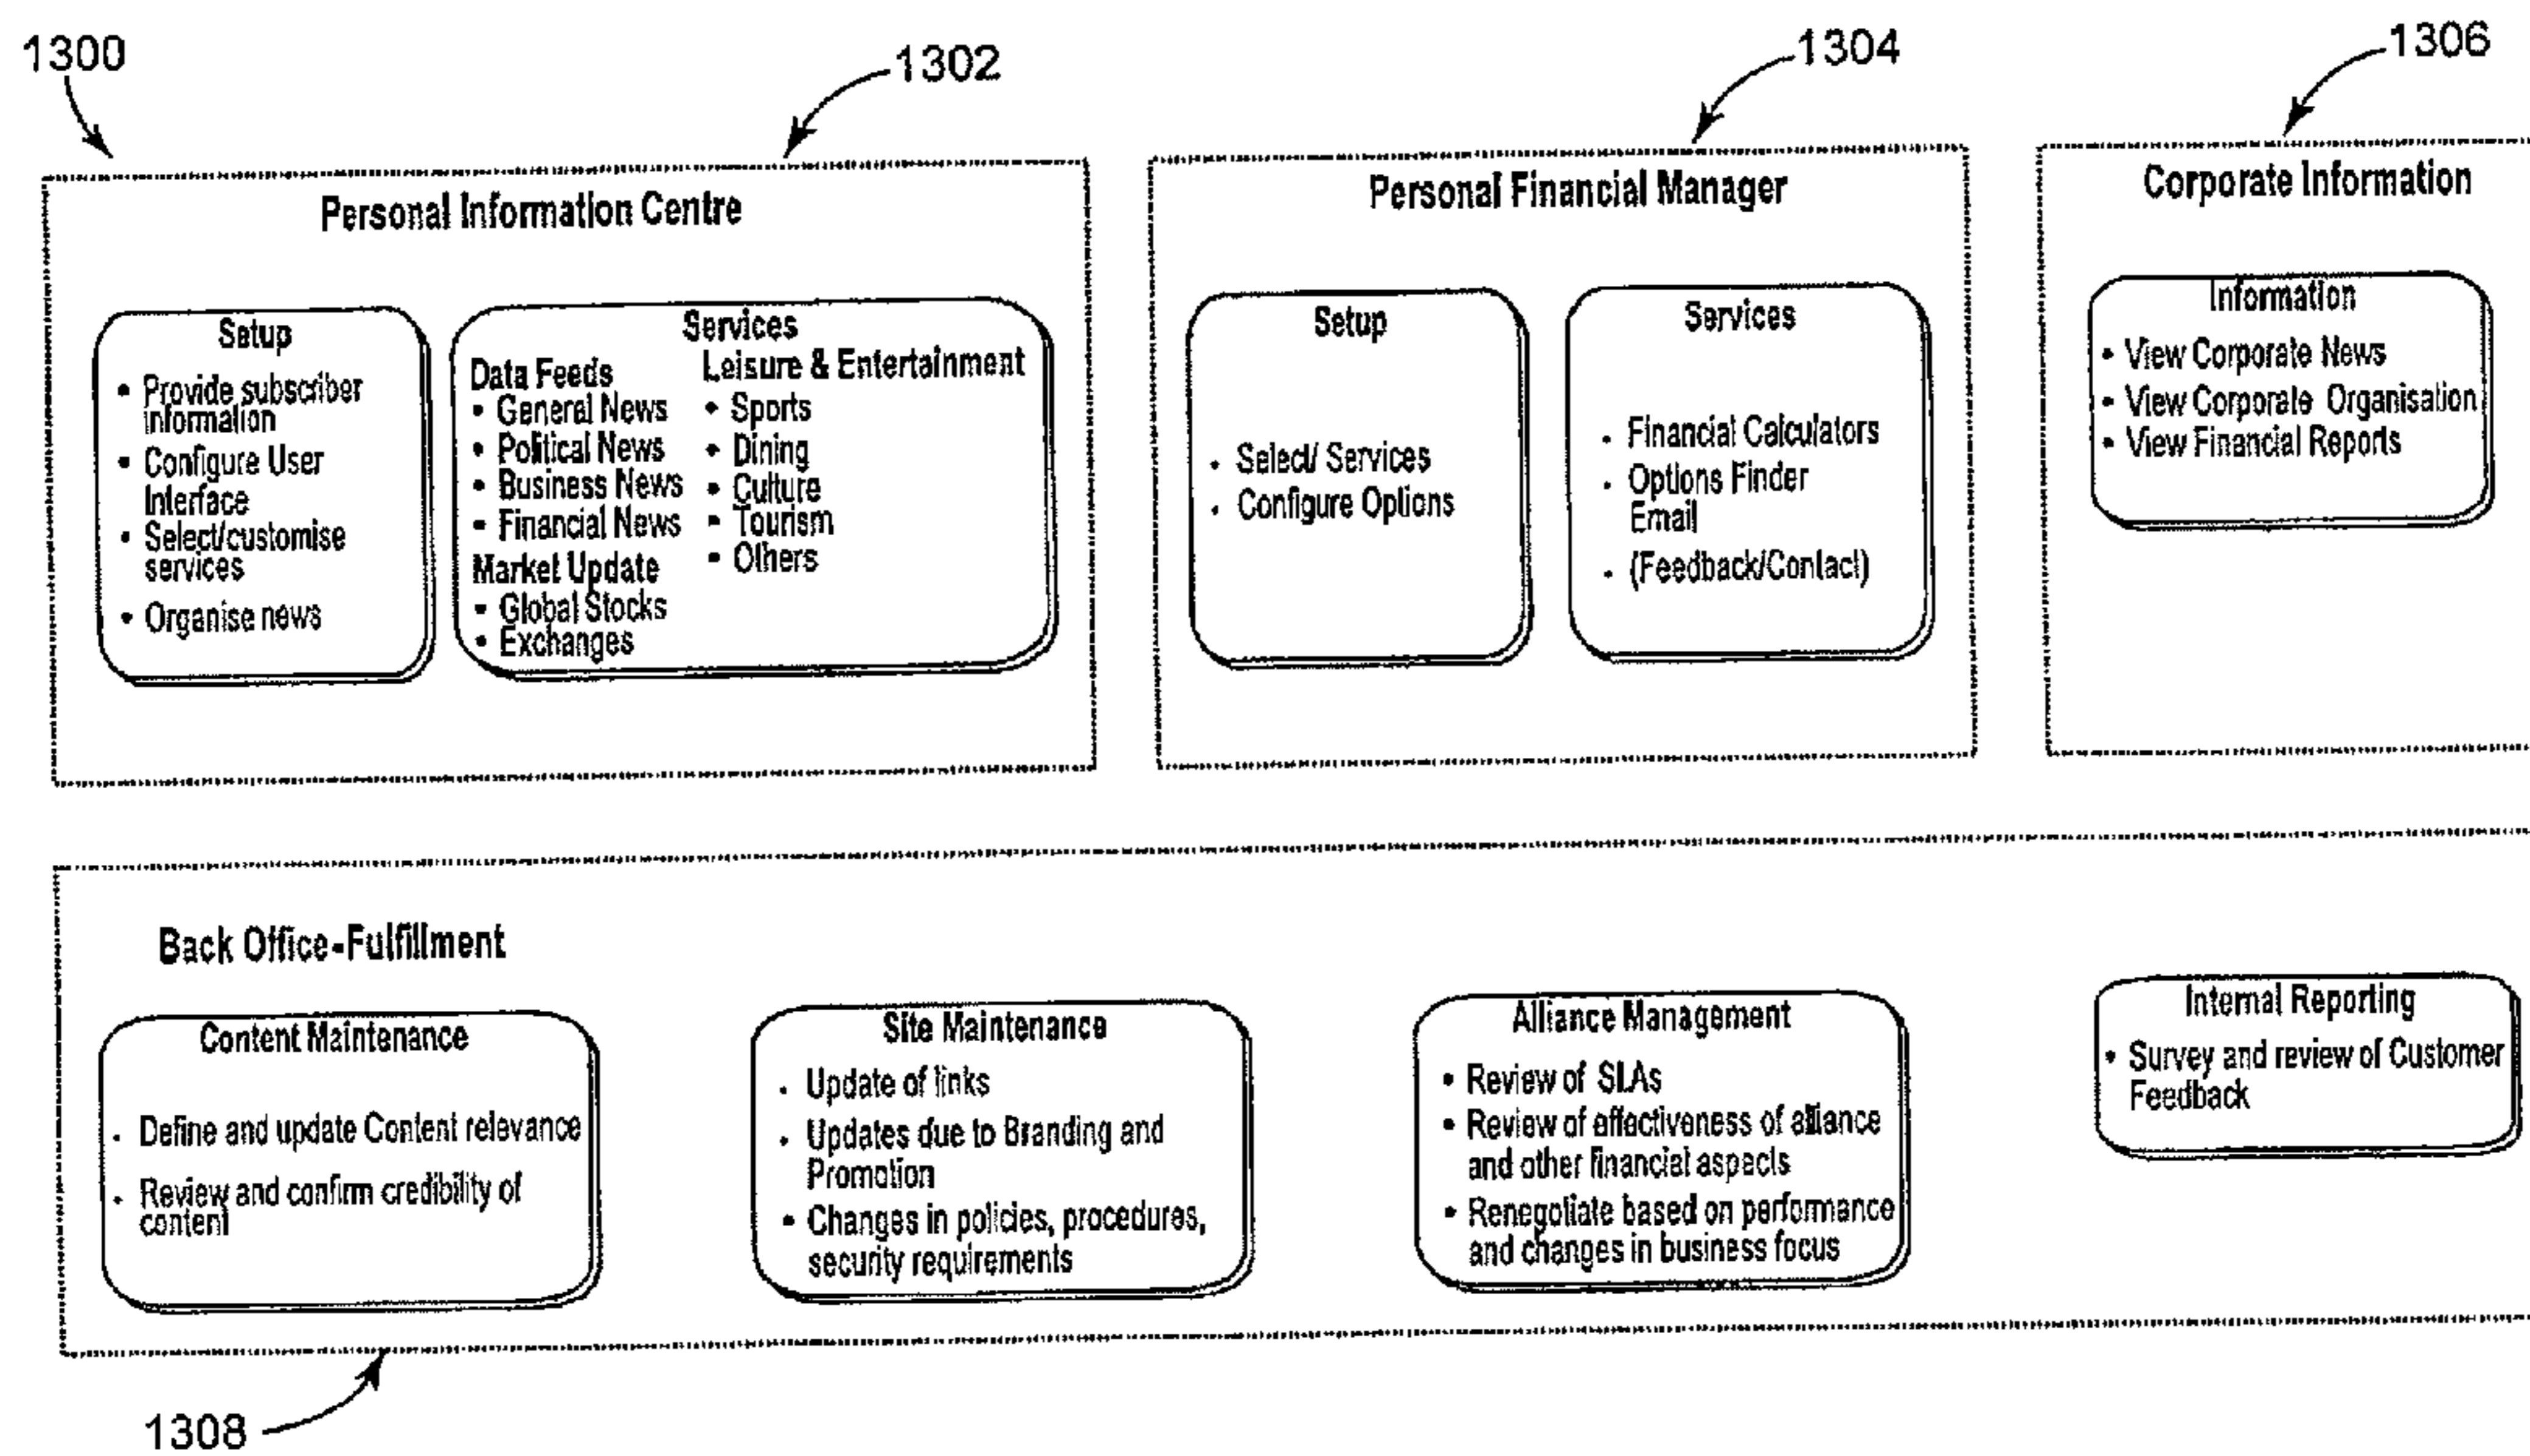 1300
1302
1304
1306
Personal Information Centre
Setup
• Provide subscriber
information
• Configure User
Interface
• Select/customise
services
• Organise news
Services
Data Feeds
• General News
• Political News
• Business News
• Financial News
Market Update
• Global Stocks
• Exchanges
Leisure & Entertainment
• Sports
• Dining
• Culture
• Tourism
• Others
Personal Financial Manager
Setup
• Select/ Services
• Configure Options
Services
• Financial Calculators
• Options Finder
Email
• (Feedback/Contact)
Corporate Information
Information
• View Corporate News
• View Corporate Organisation
• View Financial Reports
Back Office-Fulfillment
Content Maintenance
• Define and update Content relevance
• Review and confirm credibility of
content
Site Maintenance
• Update of links
• Updates due to Branding and
Promotion
• Changes in policies, procedures,
security requirements
Alliance Management
• Review of SLAs
• Review of effectiveness of alliance
and other financial aspects
• Renegotiate based on performance
and changes in business focus
Internal Reporting
• Survey and review of Customer
Feedback
1308